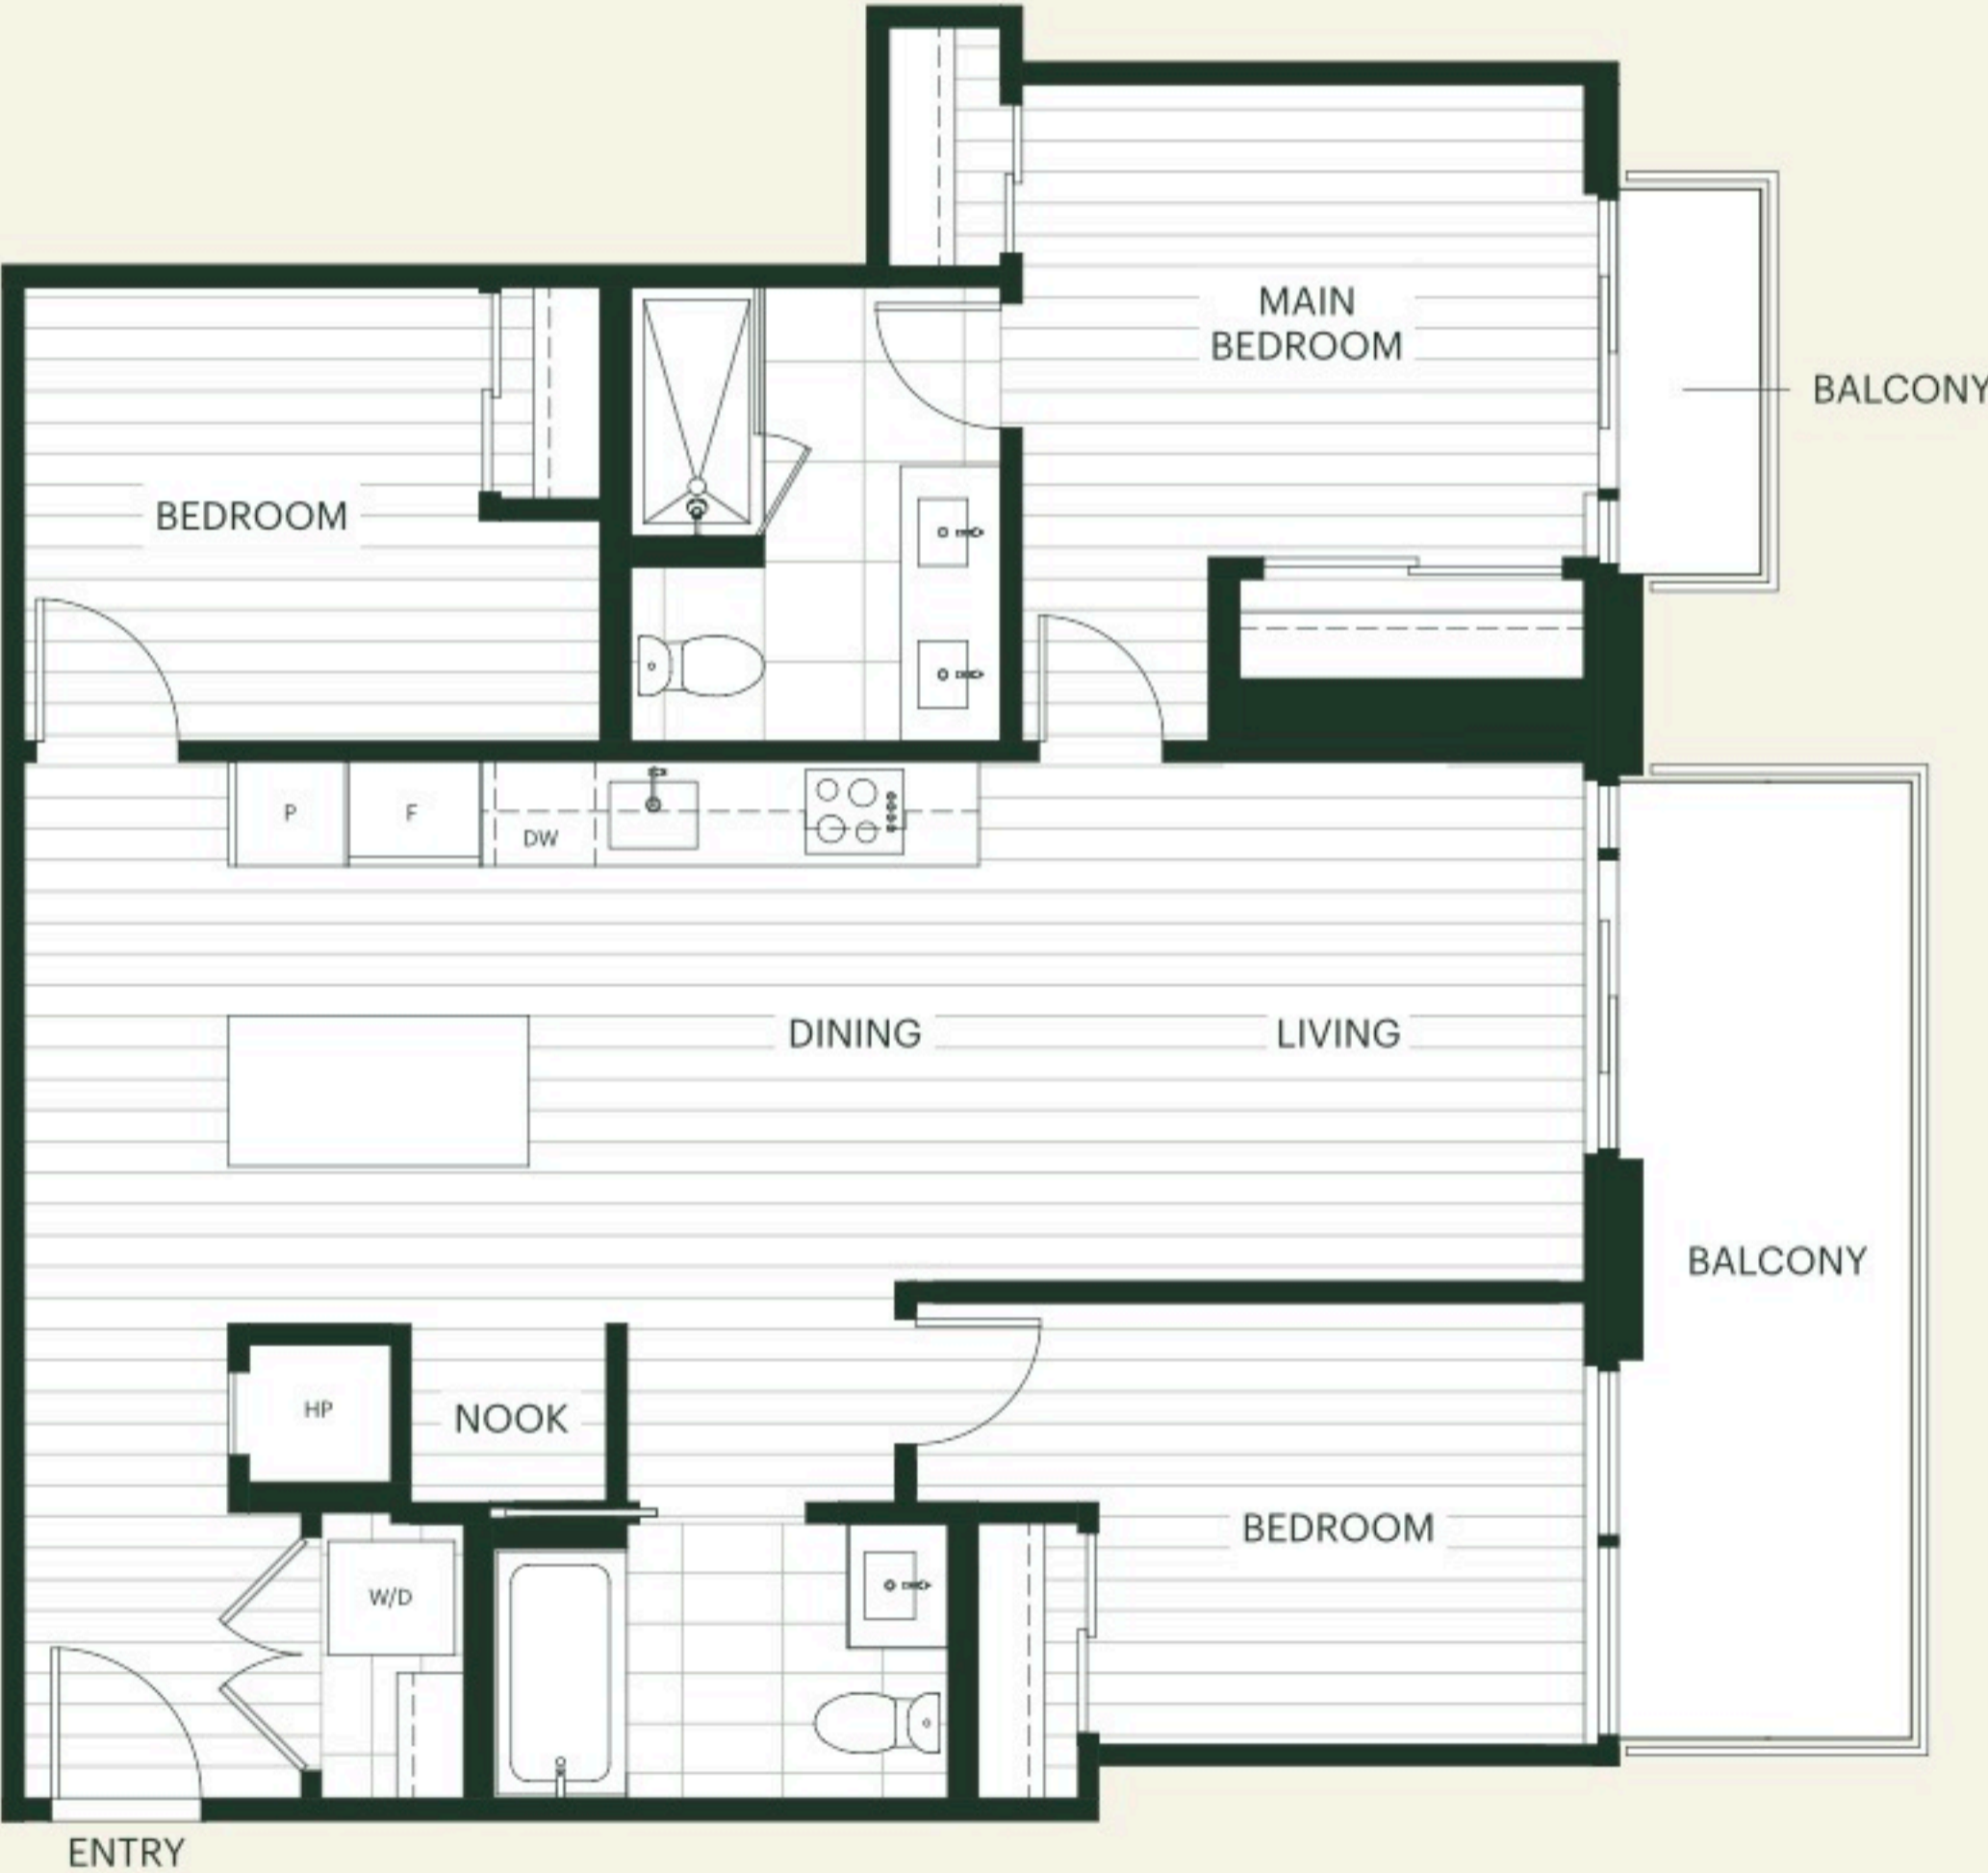 MAIN
BEDROOM
BALCONY
BEDROOM
P
F
DW
DINING
LIVING
BALCONY
HP
NOOK
BEDROOM
W/D
ENTRY